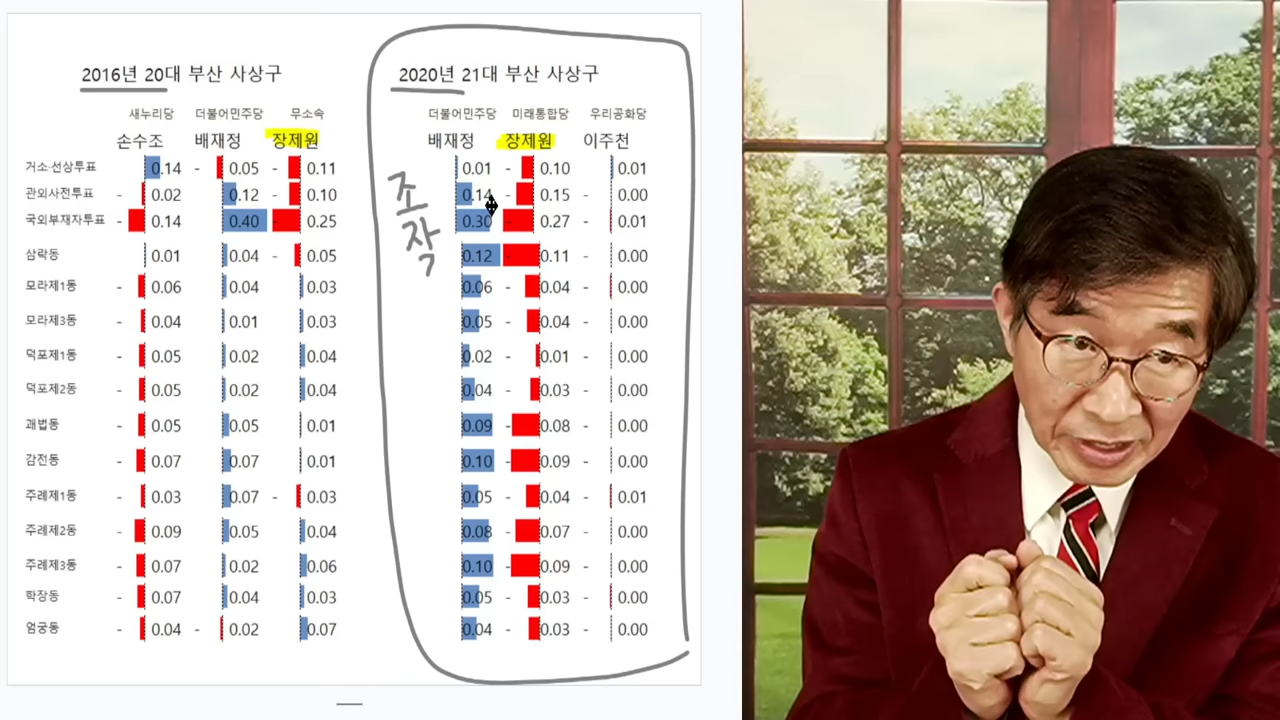 2016년 20대 부산 사상구
새누리당 더불어민주당 무소속
손수조 배재정 장제원
거소·선상투표 0.14 - 0.05 - 0.11
관외사전투표 - 0.02 0.12 - 0.10
국외부재자투표 - 0.14 0.40 - 0.25
삼락동 0.01 0.04 - 0.05
모라제1동 - 0.06 0.04 0.03
모라제3동 - 0.04 0.01 0.03
덕포제1동 - 0.05 0.02 0.04
덕포제2동 - 0.05 0.02 0.04
괘법동 - 0.05 0.05 0.01
감전동 - 0.07 0.07 0.01
주례제1동 - 0.03 0.07 - 0.03
주례제2동 - 0.09 0.05 0.04
주례제3동 - 0.07 0.02 0.06
학장동 - 0.07 0.04 0.03
엄궁동 - 0.04 - 0.02 0.07
2020년 21대 부산 사상구
더불어민주당 미래통합당 우리공화당
배재정 장제원 이주천
0.01 - 0.10 0.01
0.14 - 0.15 - 0.00
0.30 - 0.27 - 0.01
0.12 - 0.11 - 0.00
0.06 - 0.04 - 0.00
0.05 - 0.04 - 0.00
0.02 - 0.01 - 0.00
0.04 - 0.03 - 0.00
0.09 - 0.08 - 0.00
0.10 - 0.09 - 0.00
0.05 - 0.04 - 0.01
0.08 - 0.07 - 0.00
0.10 - 0.09 - 0.00
0.05 - 0.03 - 0.00
0.04 - 0.03 - 0.00
조
작